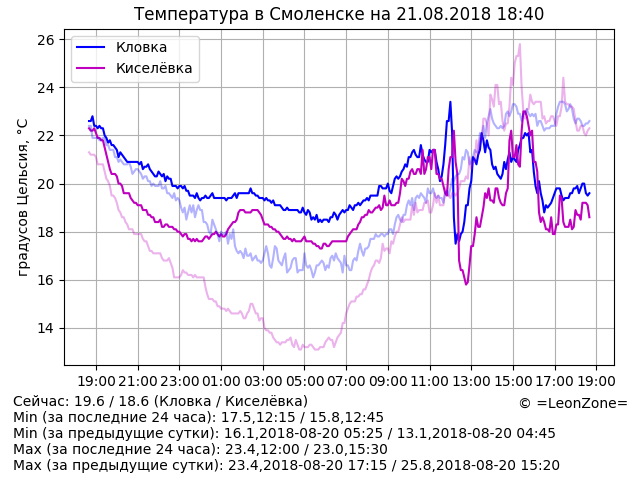 Температура в Смоленске на 21.08.2018 18:40
Кловка
Киселёвка
градусов Цельсия, °C
26
24
22
20
18
16
14
19:00 21:00 23:00 01:00 03:00 05:00 07:00 09:00 11:00 13:00 15:00 17:00 19:00
Сейчас: 19.6 / 18.6 (Кловка / Киселёвка)
© =LeonZone=
Min (за последние 24 часа): 17.5,12:15 / 15.8,12:45
Min (за предыдущие сутки): 16.1,2018-08-20 05:25 / 13.1,2018-08-20 04:45
Max (за последние 24 часа): 23.4,12:00 / 23.0,15:30
Max (за предыдущие сутки): 23.4,2018-08-20 17:15 / 25.8,2018-08-20 15:20